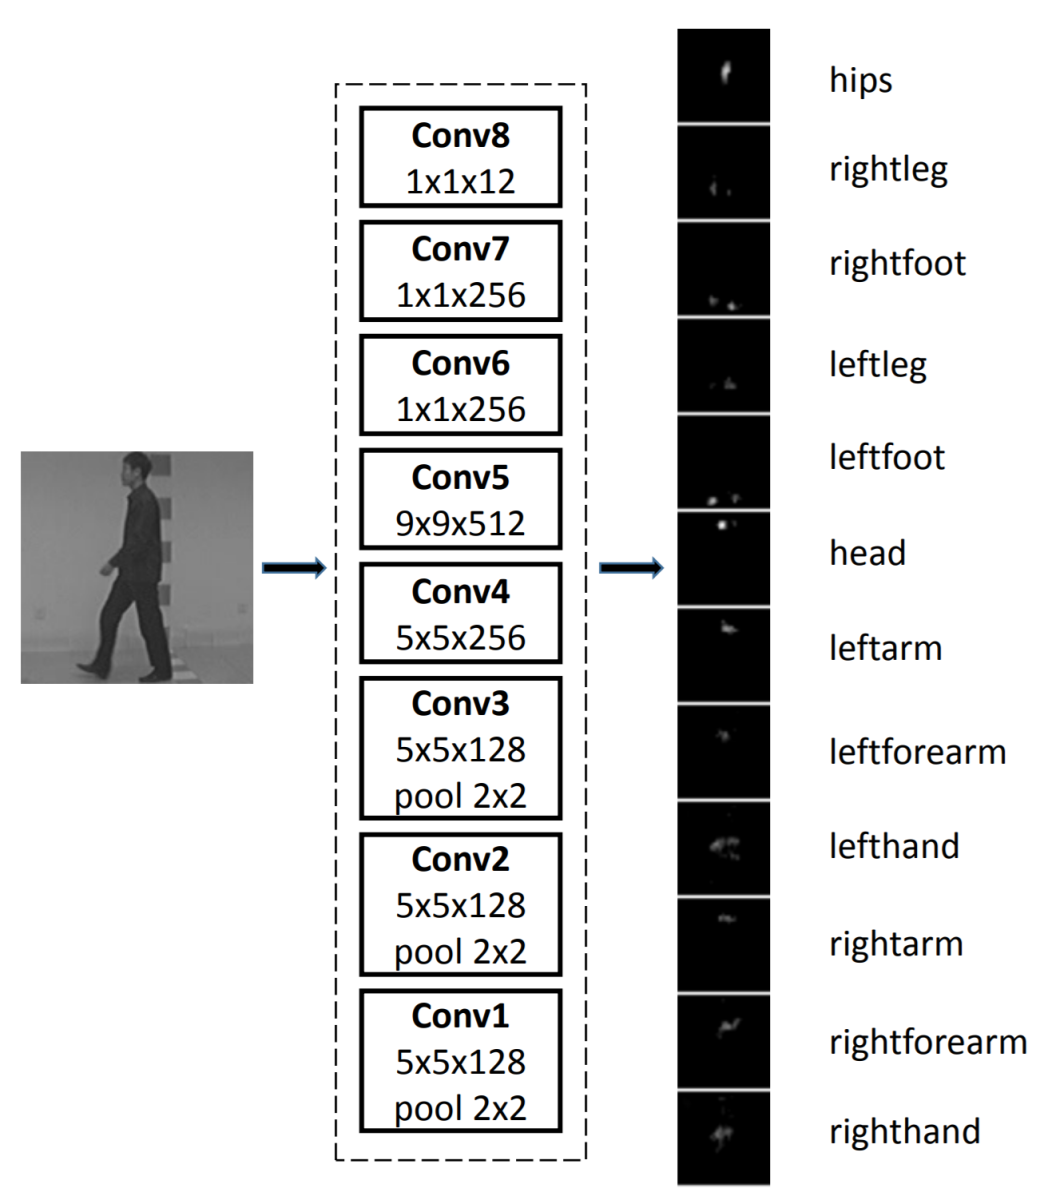 Conv8
1x1x12
Conv7
1x1x256
Conv6
1x1x256
Conv5
9x9x512
Conv4
5x5x256
Conv3
5x5x128
pool 2x2
Conv2
5x5x128
pool 2x2
Conv1
5x5x128
pool 2x2
hips
rightleg
rightfoot
leftleg
leftfoot
head
leftarm
leftforearm
lefthand
rightarm
rightforearm
righthand